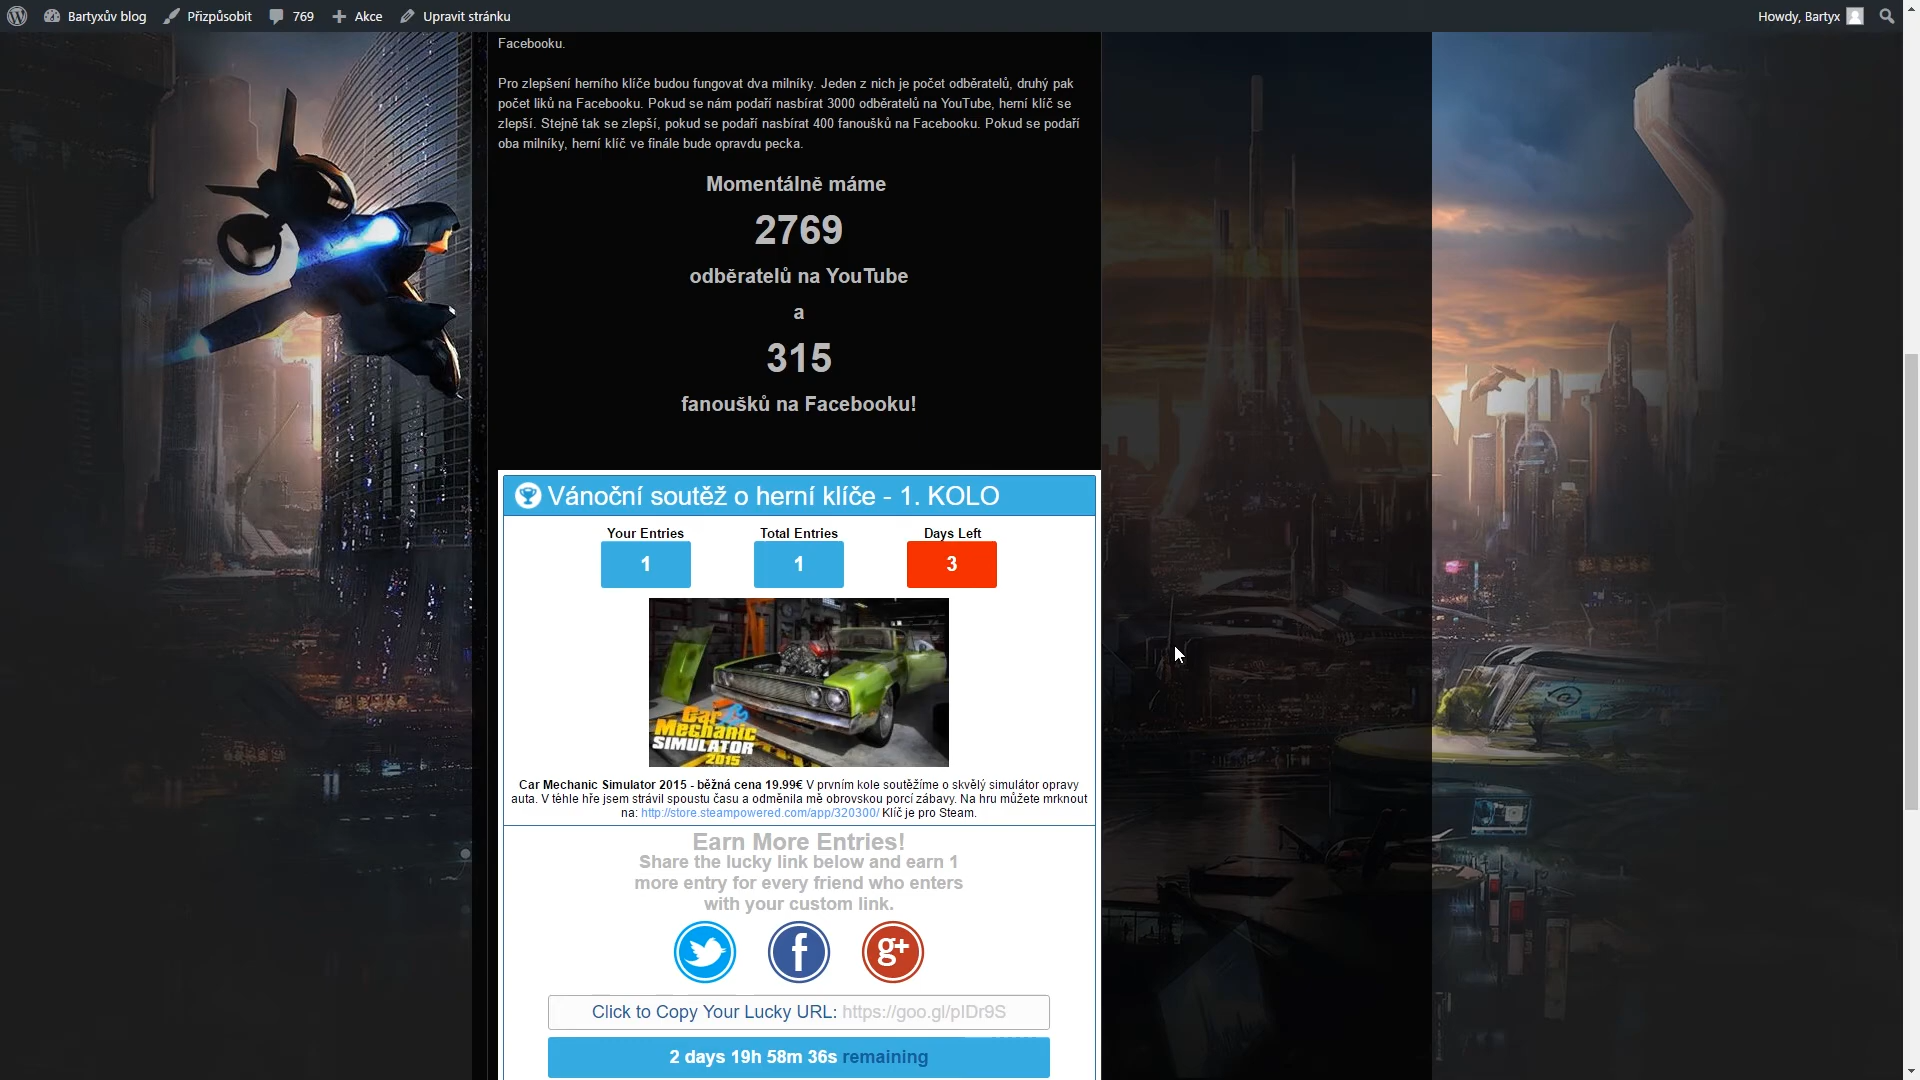 Bartyxův blog Přizpůsobit 769 Akce Upravit stránku Howdy, Bartyx
Facebooku.
Pro zlepšení herního klíče budou fungovat dva milníky. Jeden z nich je počet odběratelů, druhý pak
počet liků na Facebooku. Pokud se nám podaří nasbírat 3000 odběratelů na YouTube, herní klíč se
zlepší. Stejně tak se zlepší, pokud se podaří nasbírat 400 fanoušků na Facebooku. Pokud se podaří
oba milníky, herní klíč ve finále bude opravdu pecka.
Momentálně máme
2769
odběratelů na YouTube
a
315
fanoušků na Facebooku!
Vánoční soutěž o herní klíče - 1. KOLO
Your Entries Total Entries Days Left
1 1 3
Car
Mechanic
SIMULATOR
2015
Car Mechanic Simulator 2015 - běžná cena 19.99€ V prvním kole soutěžíme o skvělý simulátor opravy
auta. V téhle hře jsem strávil spoustu času a odměnila mě obrovskou porcí zábavy. Na hru můžete mrknout
na: http://store.steampowered.com/app/320300/ Klíč je pro Steam.
Earn More Entries!
Share the lucky link below and earn 1
more entry for every friend who enters
with your custom link.
f g+
Click to Copy Your Lucky URL: https://goo.gl/pIDr9S
2 days 19h 58m 36s remaining